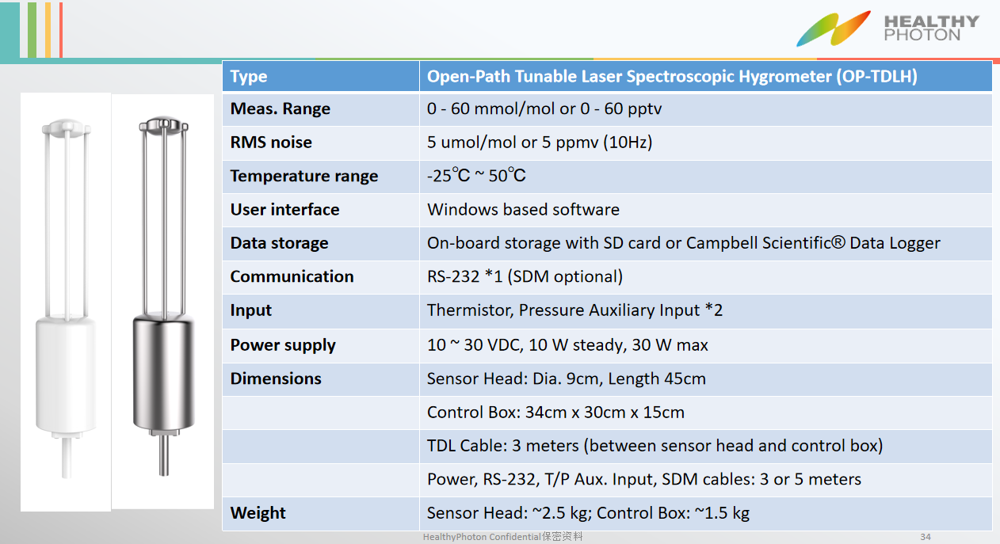 HEALTHY
PHOTON
Type Open-Path Tunable Laser Spectroscopic Hygrometer (OP-TDLH)
Meas. Range 0 - 60 mmol/mol or 0 - 60 pptv
RMS noise 5 umol/mol or 5 ppmv (10Hz)
Temperature range -25℃ ~ 50℃
User interface Windows based software
Data storage On-board storage with SD card or Campbell Scientific® Data Logger
Communication RS-232 *1 (SDM optional)
Input Thermistor, Pressure Auxiliary Input *2
Power supply 10 ~ 30 VDC, 10 W steady, 30 W max
Dimensions Sensor Head: Dia. 9cm, Length 45cm
Control Box: 34cm x 30cm x 15cm
TDL Cable: 3 meters (between sensor head and control box)
Power, RS-232, T/P Aux. Input, SDM cables: 3 or 5 meters
Weight Sensor Head: ~2.5 kg; Control Box: ~1.5 kg
HealthyPhoton Confidential保密资料 34